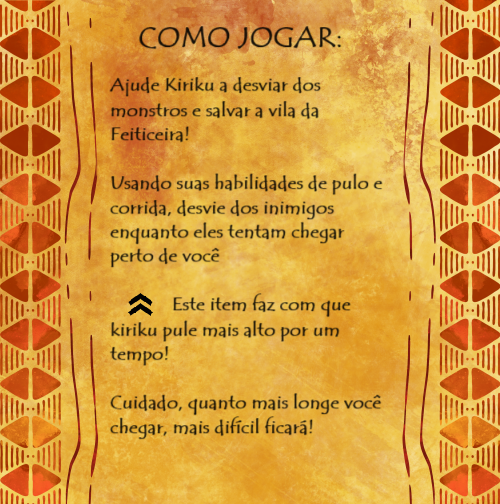 COMO JOGAR:
Ajude Kiriku a desviar dos
monstros e salvar a vila da
Feiticeira!
Usando suas habilidades de pulo e
corrida, desvie dos inimigos
enquanto eles tentam chegar
perto de você
Este item faz com que
kiriku pule mais alto por um
tempo!
Cuidado, quanto mais longe você
chegar, mais difícil ficará!